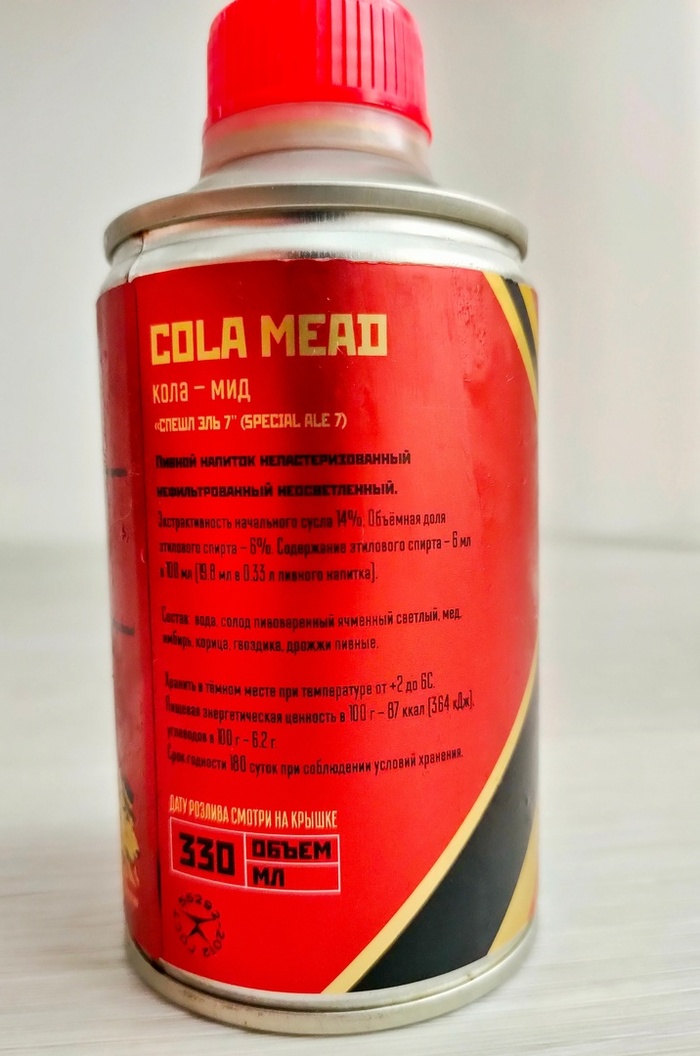 COLA MEAD
кола – мид
«СПЕШЛ ЭЛЬ 7" (SPECIAL ALE 7)
Пивной напиток непастеризованный
нефильтрованный неосветленный.
Экстрактивность начального сусла 14%. Объёмная доля
этилового спирта – 6%. Содержание этилового спирта – 6 мл
в 100 мл (19.8 мл в 0.33 л пивного напитка).
Состав: вода, солод пивоваренный ячменный светлый, мед,
имбирь, корица, гвоздика, дрожжи пивные.
Хранить в тёмном месте при температуре от +2 до 6С.
Пищевая энергетическая ценность в 100 г – 87 ккал (364 кДж),
углеводов в 100 г – 6.2 г.
Срок годности 180 суток при соблюдении условий хранения.
ДАТУ РОЗЛИВА СМОТРИ НА КРЫШКЕ
330 ОБЪЕМ
МЛ